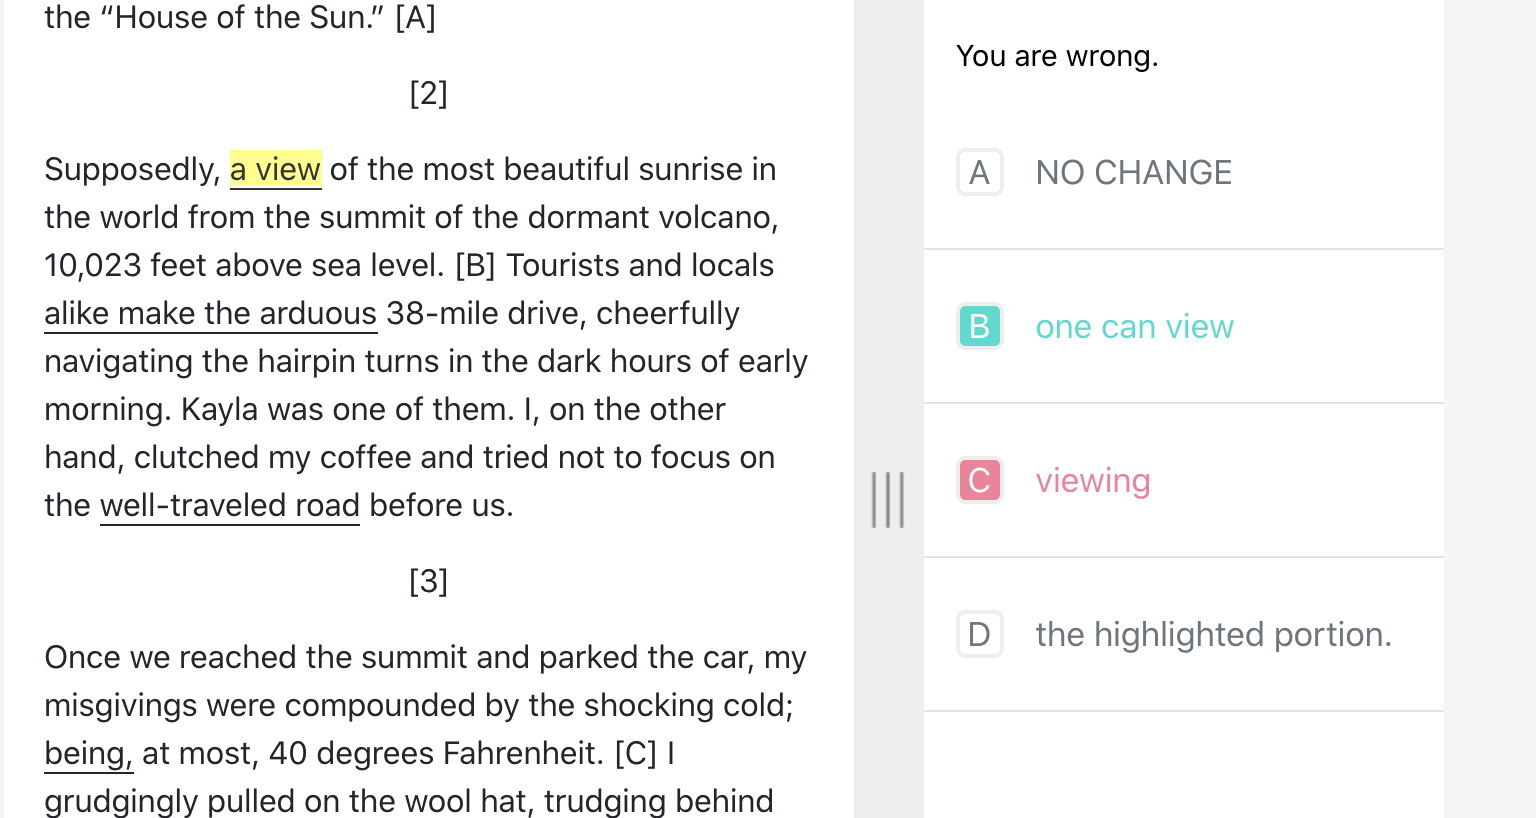 the “House of the Sun.” [A]
[2]
Supposedly, a view of the most beautiful sunrise in
the world from the summit of the dormant volcano,
10,023 feet above sea level. [B] Tourists and locals
alike make the arduous 38-mile drive, cheerfully
navigating the hairpin turns in the dark hours of early
morning. Kayla was one of them. I, on the other
hand, clutched my coffee and tried not to focus on
the well-traveled road before us.
[3]
Once we reached the summit and parked the car, my
misgivings were compounded by the shocking cold;
being, at most, 40 degrees Fahrenheit. [C] I
grudgingly pulled on the wool hat, trudging behind
You are wrong.
A NO CHANGE
B one can view
C viewing
D the highlighted portion.